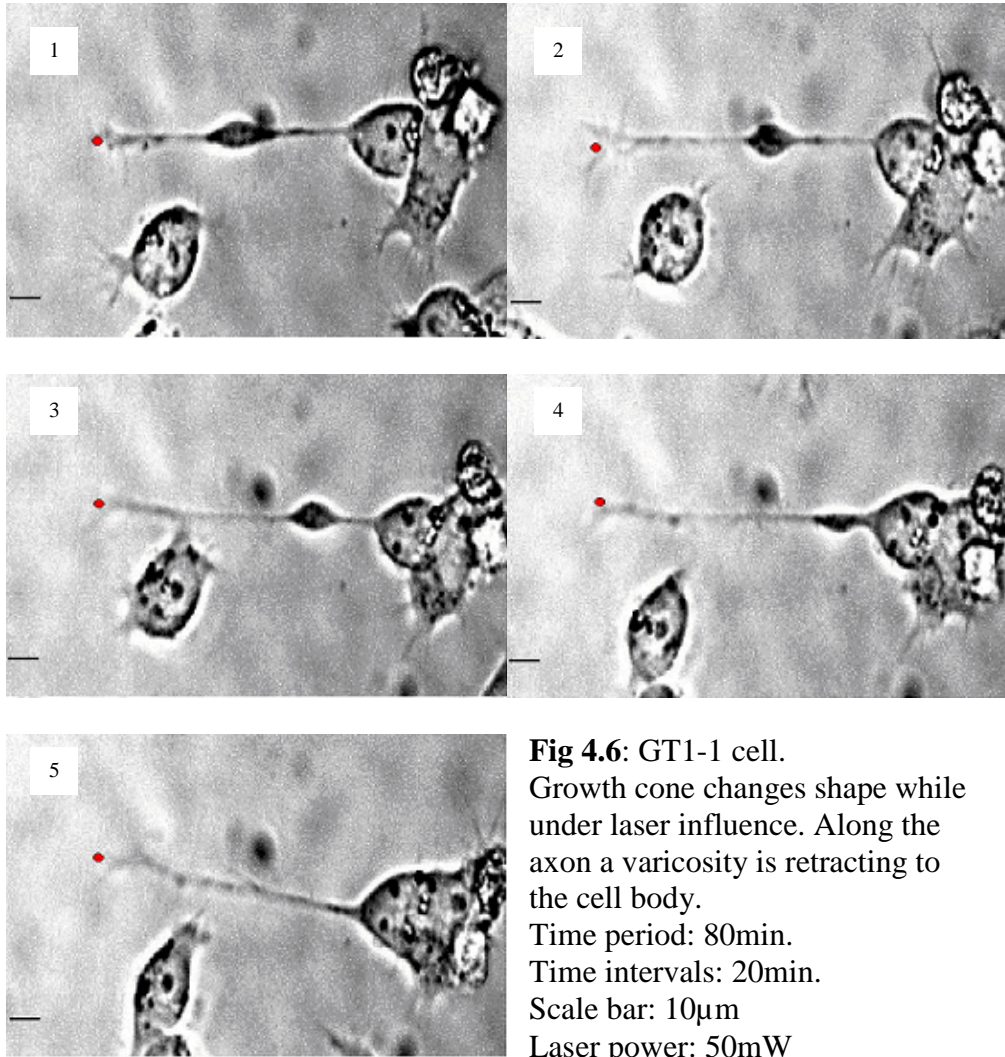 1
2
3
4
5
Fig 4.6: GT1-1 cell.
Growth cone changes shape while
under laser influence. Along the
axon a varicosity is retracting to
the cell body.
Time period: 80min.
Time intervals: 20min.
Scale bar: 10µm
Laser power: 50mW